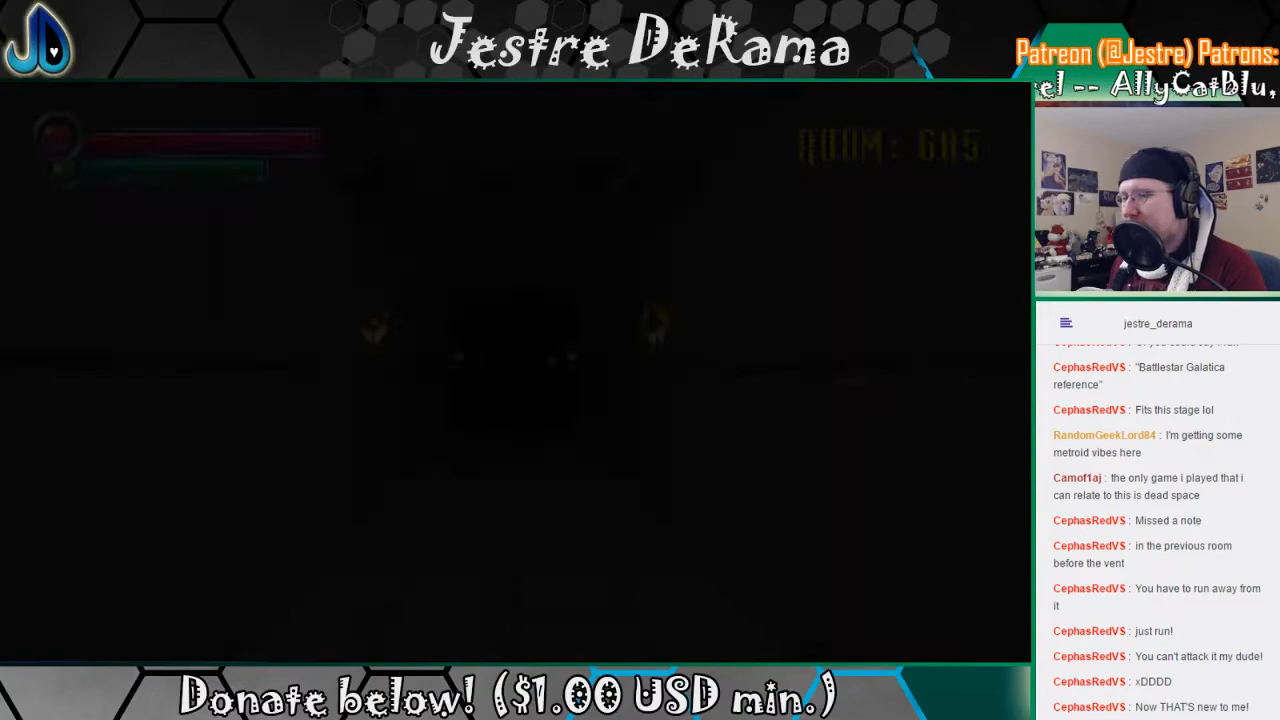 JD
Jestre DeRama
Patreon (@Jestre) Patrons:
el -- AllyCatBlu,
ROOM: 605
jestre_derama
CephasRedVS : "Battlestar Galatica
reference"
CephasRedVS : Fits this stage lol
RandomGeekLord84 : I'm getting some
metroid vibes here
Camof1aj : the only game i played that i
can relate to this is dead space
CephasRedVS : Missed a note
CephasRedVS : in the previous room
before the vent
CephasRedVS : You have to run away from
it
CephasRedVS : just run!
CephasRedVS : You can't attack it my dude!
CephasRedVS : xDDDD
CephasRedVS : Now THAT'S new to me!
Donate below! ($1.00 USD min.)